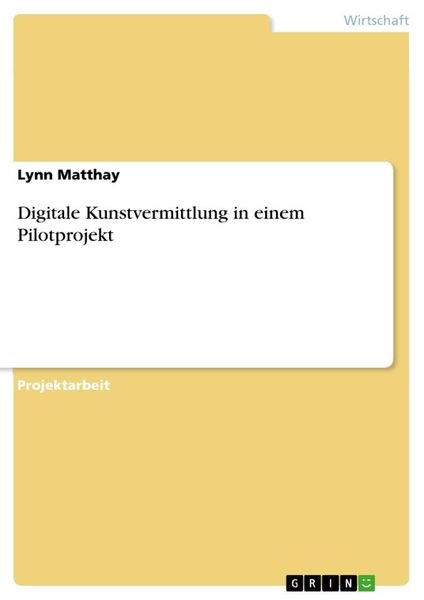 Wirtschaft
Lynn Matthay
Digitale Kunstvermittlung in einem
Pilotprojekt
Projektarbeit
GRIN